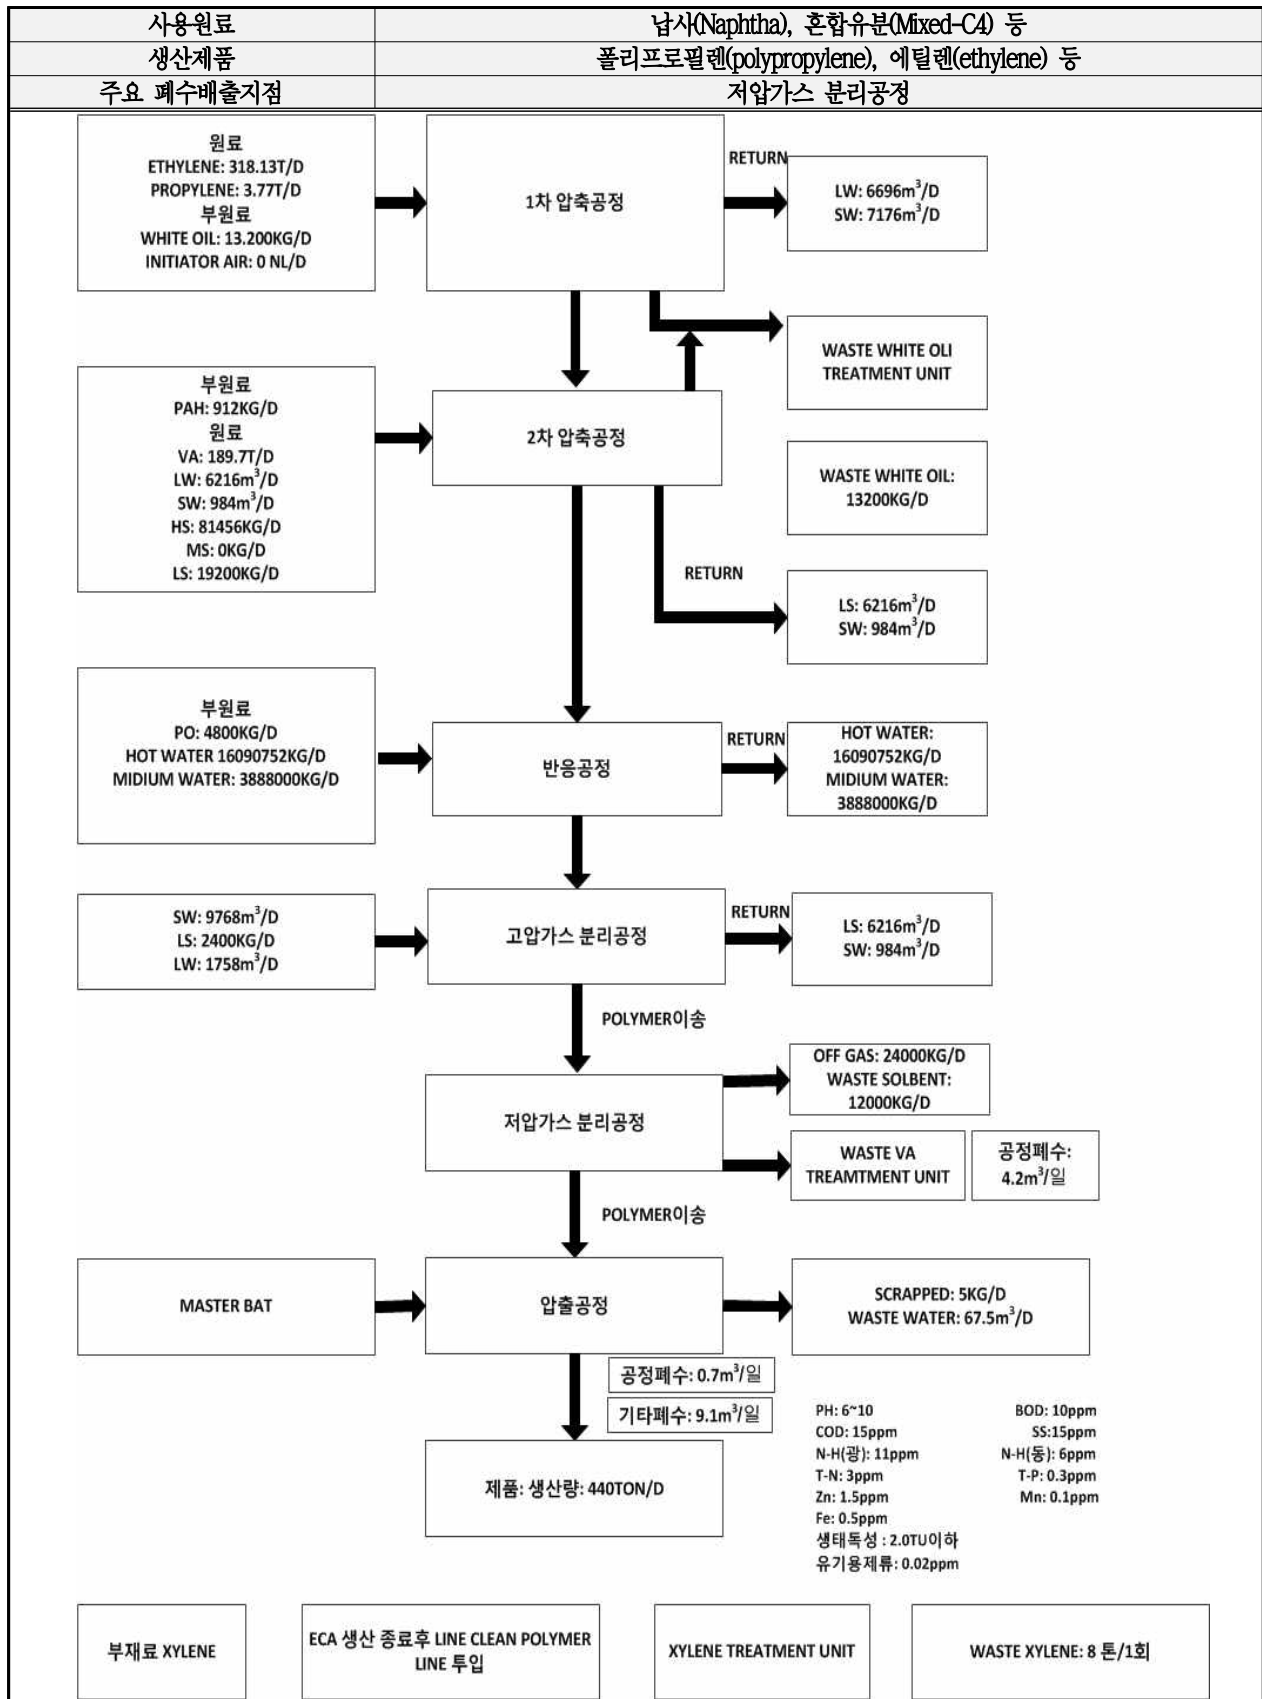 사용원료 납사(Naphtha), 혼합유분(Mixed-C4) 등
생산제품 폴리프로필렌(polypropylene), 에틸렌(ethylene) 등
주요 폐수배출지점 저압가스 분리공정
원료
ETHYLENE: 318.13T/D
PROPYLENE: 3.77T/D
부원료
WHITE OIL: 13.200KG/D
INITIATOR AIR: 0 NL/D
1차 압축공정
RETURN
LW: 6696m³/D
SW: 7176m³/D
WASTE WHITE OLI
TREATMENT UNIT
부원료
PAH: 912KG/D
원료
VA: 189.7T/D
LW: 6216m³/D
SW: 984m³/D
HS: 81456KG/D
MS: 0KG/D
LS: 19200KG/D
2차 압축공정
WASTE WHITE OIL:
13200KG/D
RETURN
LS: 6216m³/D
SW: 984m³/D
부원료
PO: 4800KG/D
HOT WATER 16090752KG/D
MIDIUM WATER: 3888000KG/D
반응공정
RETURN
HOT WATER:
16090752KG/D
MIDIUM WATER:
3888000KG/D
SW: 9768m³/D
LS: 2400KG/D
LW: 1758m³/D
고압가스 분리공정
RETURN
LS: 6216m³/D
SW: 984m³/D
POLYMER이송
저압가스 분리공정
OFF GAS: 24000KG/D
WASTE SOLBENT:
12000KG/D
WASTE VA
TREAMTMENT UNIT
공정폐수:
4.2m³/일
POLYMER이송
MASTER BAT
압출공정
SCRAPPED: 5KG/D
WASTE WATER: 67.5m³/D
공정폐수: 0.7m³/일
기타폐수: 9.1m³/일
제품: 생산량: 440TON/D
PH: 6~10 BOD: 10ppm
COD: 15ppm SS:15ppm
N-H(광): 11ppm N-H(동): 6ppm
T-N: 3ppm T-P: 0.3ppm
Zn: 1.5ppm Mn: 0.1ppm
Fe: 0.5ppm
생태독성 : 2.0TU이하
유기용제류: 0.02ppm
부재료 XYLENE
ECA 생산 종료후 LINE CLEAN POLYMER
LINE 투입
XYLENE TREATMENT UNIT
WASTE XYLENE: 8 톤/1회